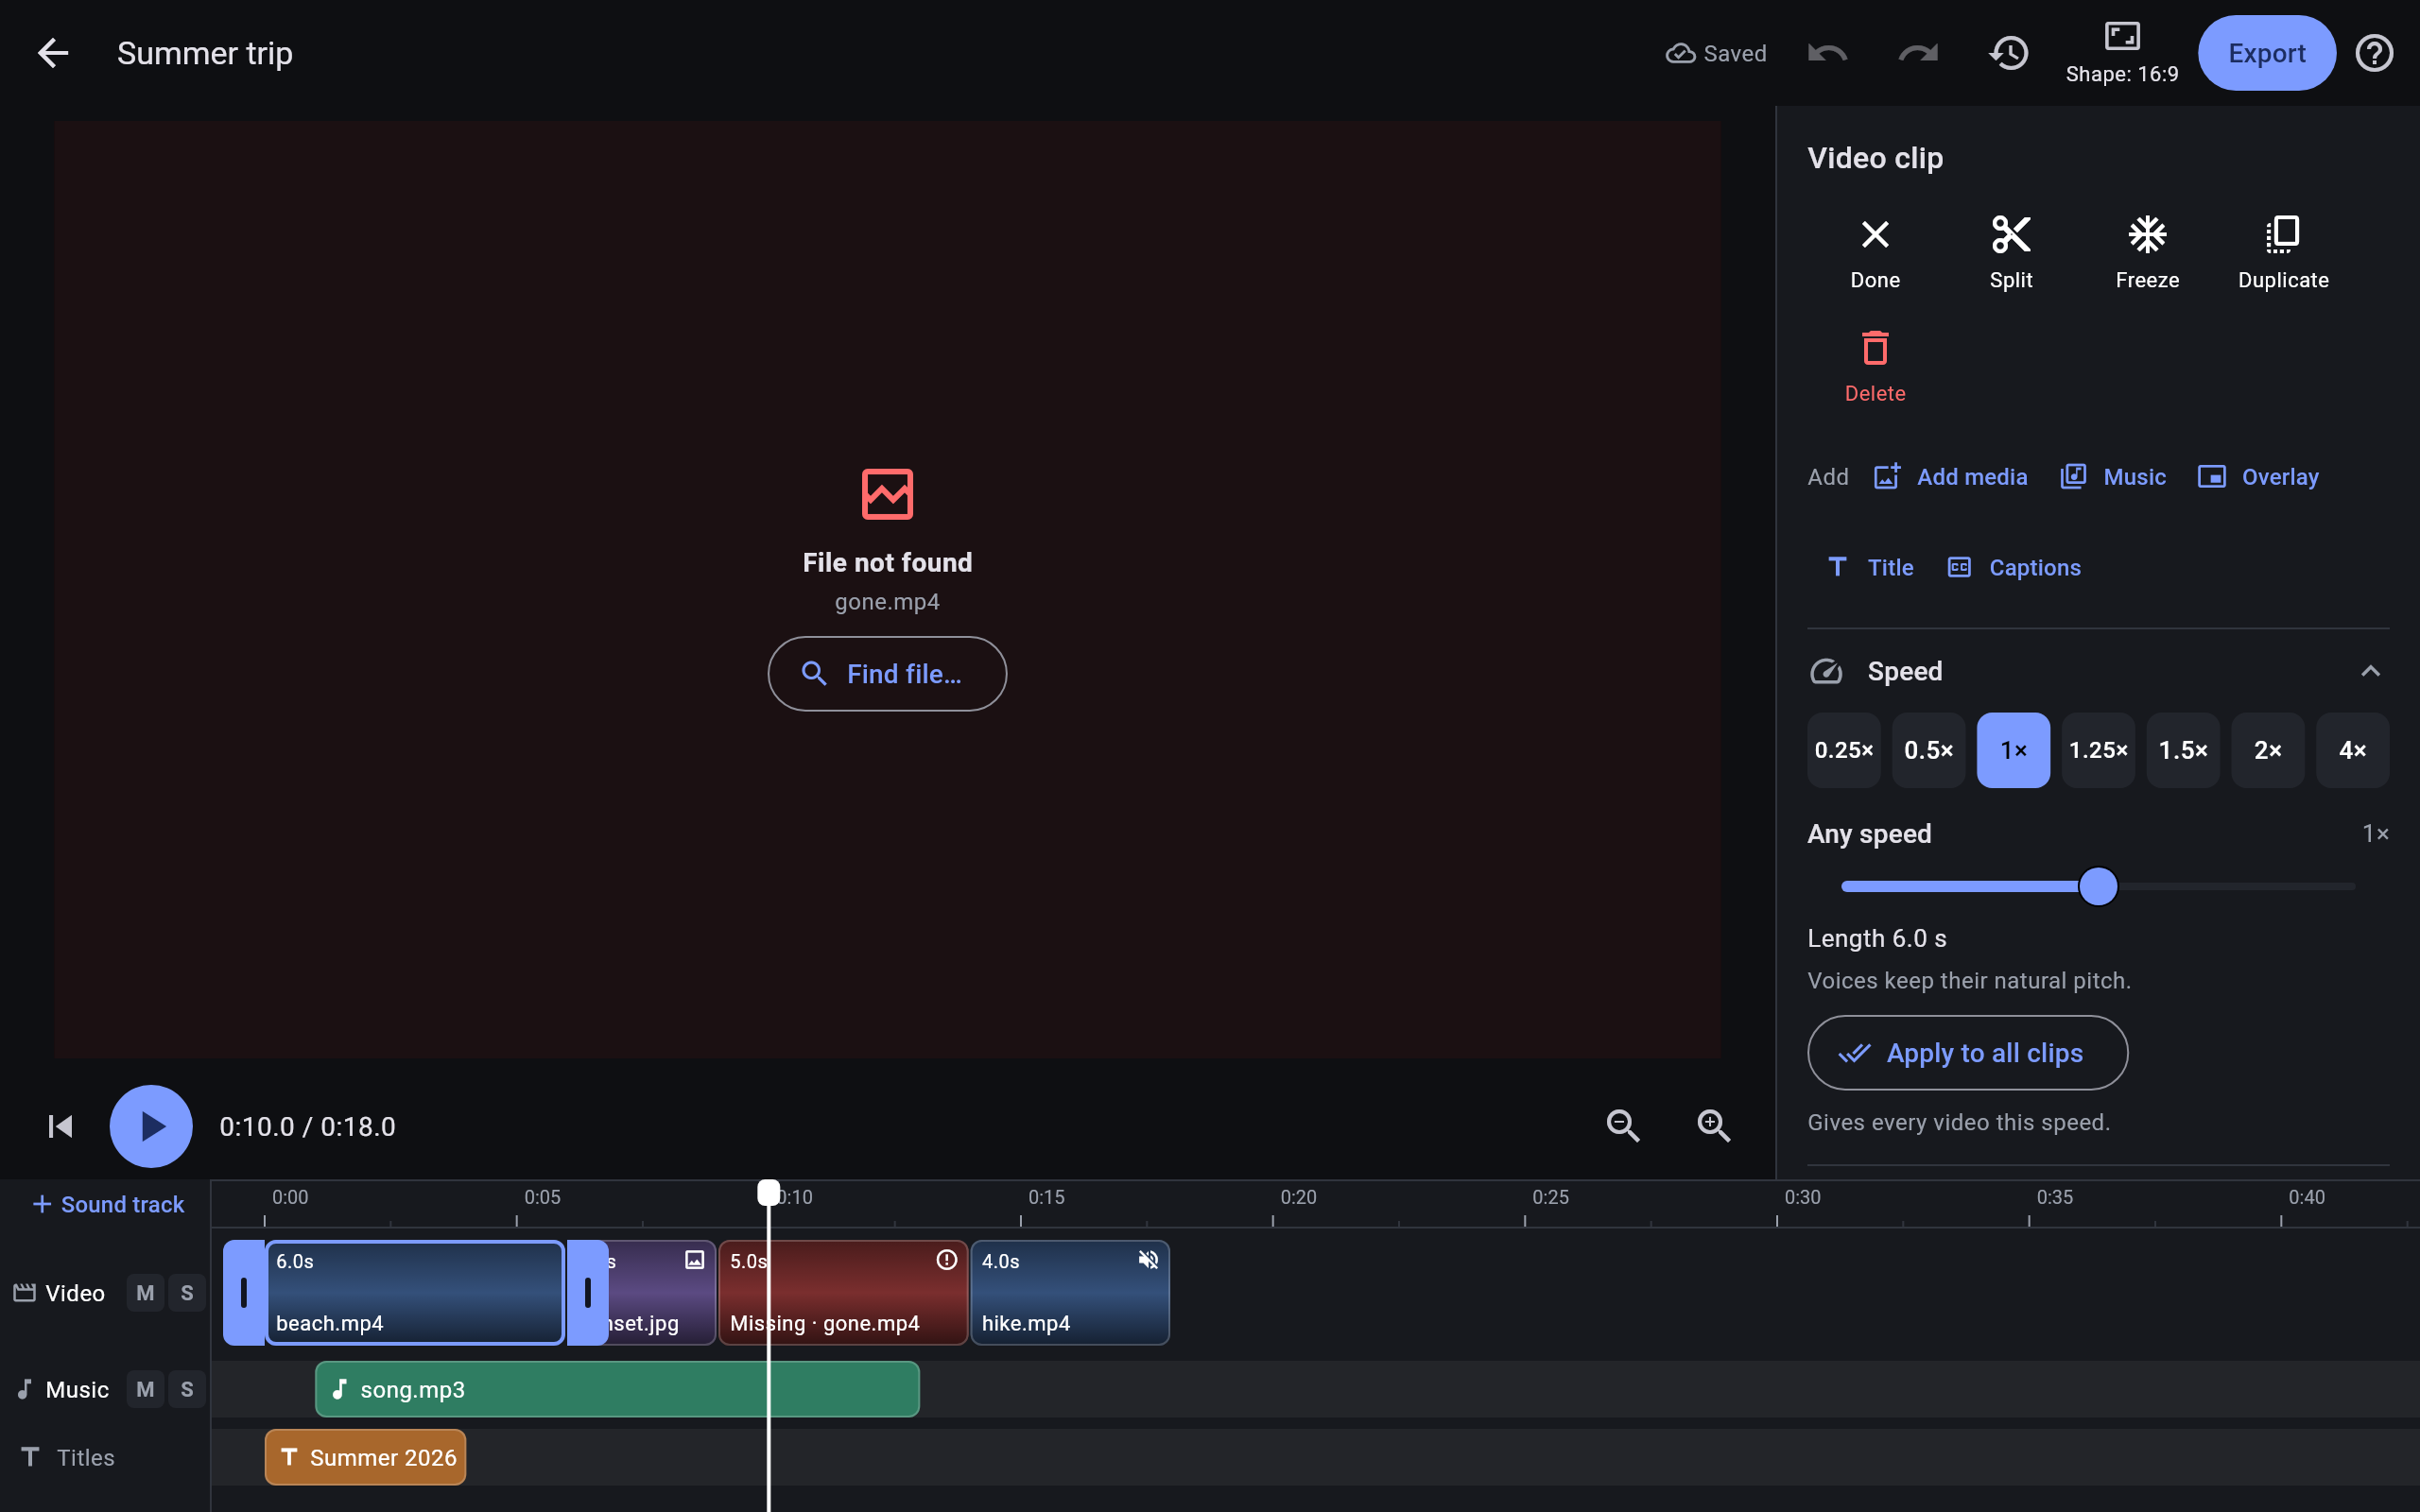 Summer trip
Saved
Shape: 16:9
Export
Video clip
Done
Split
Freeze
Duplicate
Delete
Add
Add media
Music
Overlay
Title
Captions
File not found
gone.mp4
Find file...
Speed
0.25×
0.5×
1×
1.25×
1.5×
2×
4×
Any speed
1×
Length 6.0 s
Voices keep their natural pitch.
Apply to all clips
Gives every video this speed.
0:10.0 / 0:18.0
Sound track
0:00
0:05
0:10
0:15
0:20
0:25
0:30
0:35
0:40
Video
M
S
6.0s
beach.mp4
s
nset.jpg
5.0s
Missing · gone.mp4
4.0s
hike.mp4
Music
M
S
song.mp3
Titles
Summer 2026